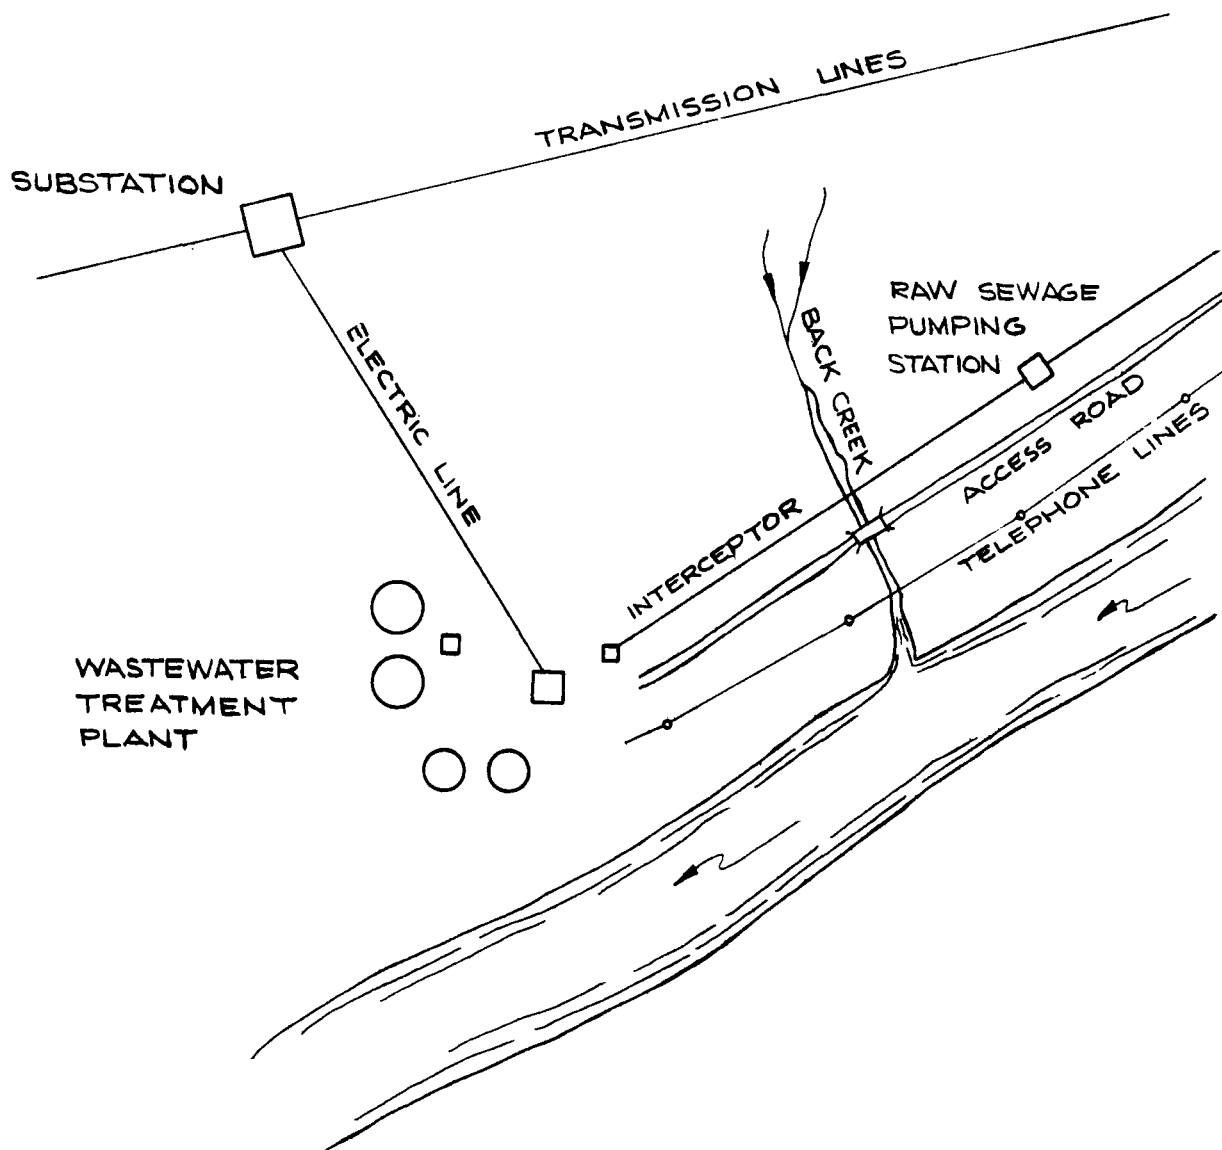 TRANSMISSION LINES
SUBSTATION
RAW SEWAGE
PUMPING
STATION
BACK CREEK
ELECTRIC LINE
ACCESS ROAD
TELEPHONE LINES
INTERCEPTOR
WASTEWATER
TREATMENT
PLANT